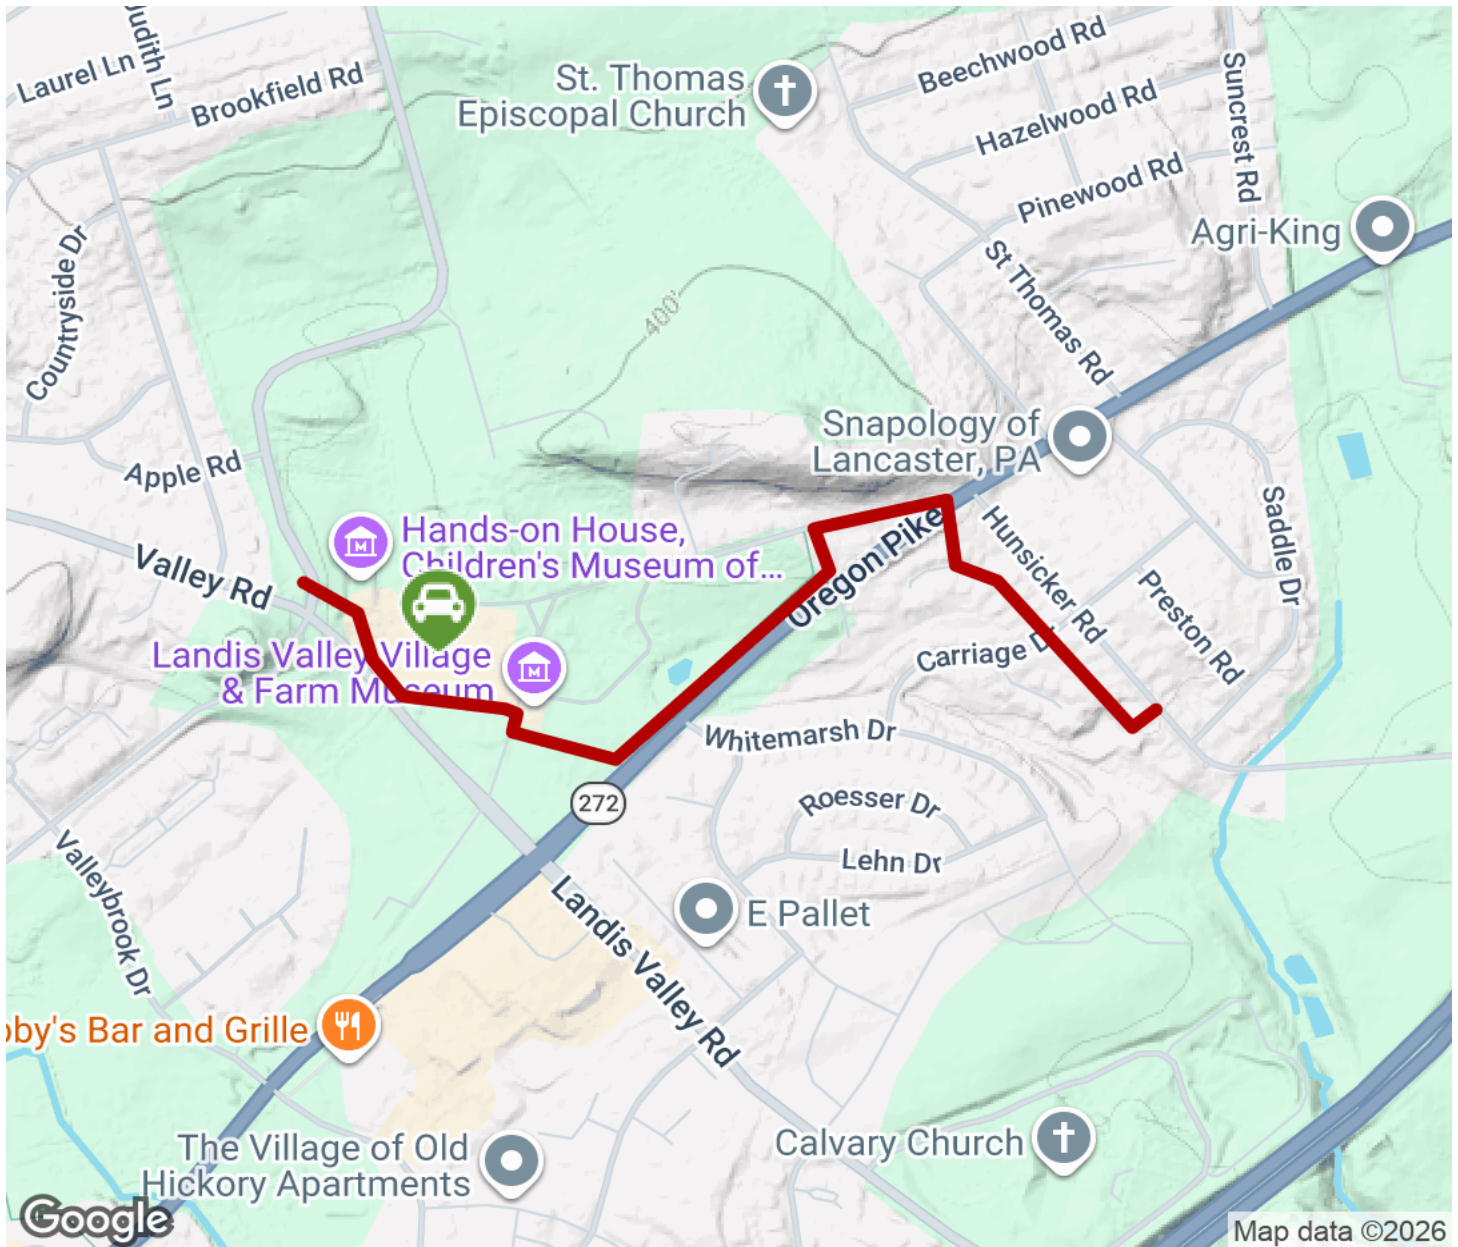 Judith Ln
Laurel Ln
Brookfield Rd
St. Thomas
Episcopal Church
Beechwood Rd
Hazelwood Rd
Pinewood Rd
Suncrest Rd
Agri-King
Countryside Dr
400'
St Thomas Rd
Snapology of
Lancaster, PA
Apple Rd
Saddle Dr
Hands-on House,
Children's Museum of...
Valley Rd
Oregon Pike
Hunsicker Rd
Preston Rd
Landis Valley Village
& Farm Museum
Carriage
Whitemarsh Dr
272
Roesser Dr
Lehn Dr
Valleybrook Dr
E Pallet
Landis Valley Rd
oby's Bar and Grille
The Village of Old
Hickory Apartments
Calvary Church
Google
Map data ©2026